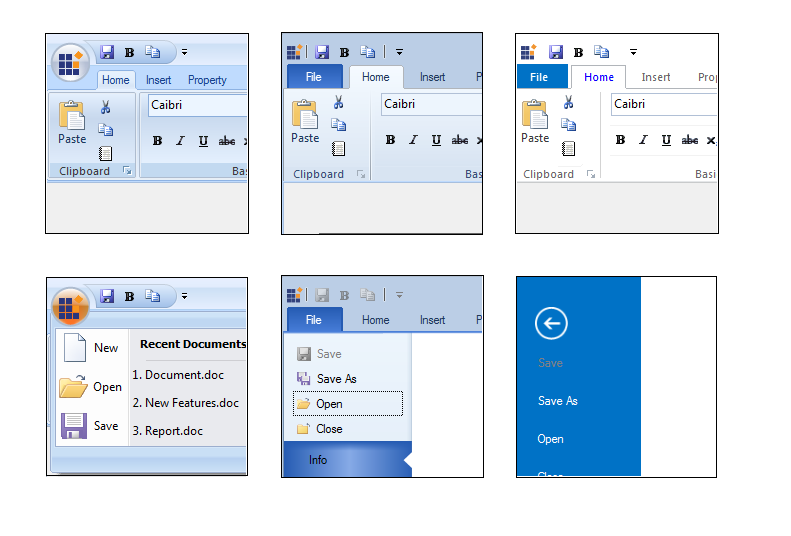 B
Home Insert Property
Caibri
Paste
B I U abc
Clipboard
Bas
B
File Home Insert P
Caibri
Paste
B I U abc x
Clipboard
Bas
B
File Home Insert Prop
Caibri
Paste
B I U abc x
Clipboard
Basi
B
Recent Documents
New
1. Document.doc
Open
2. New Features.doc
Save
3. Report.doc
B
File Home Insert P
Save
Save As
Open
Close
Info
Save
Save As
Open
Close